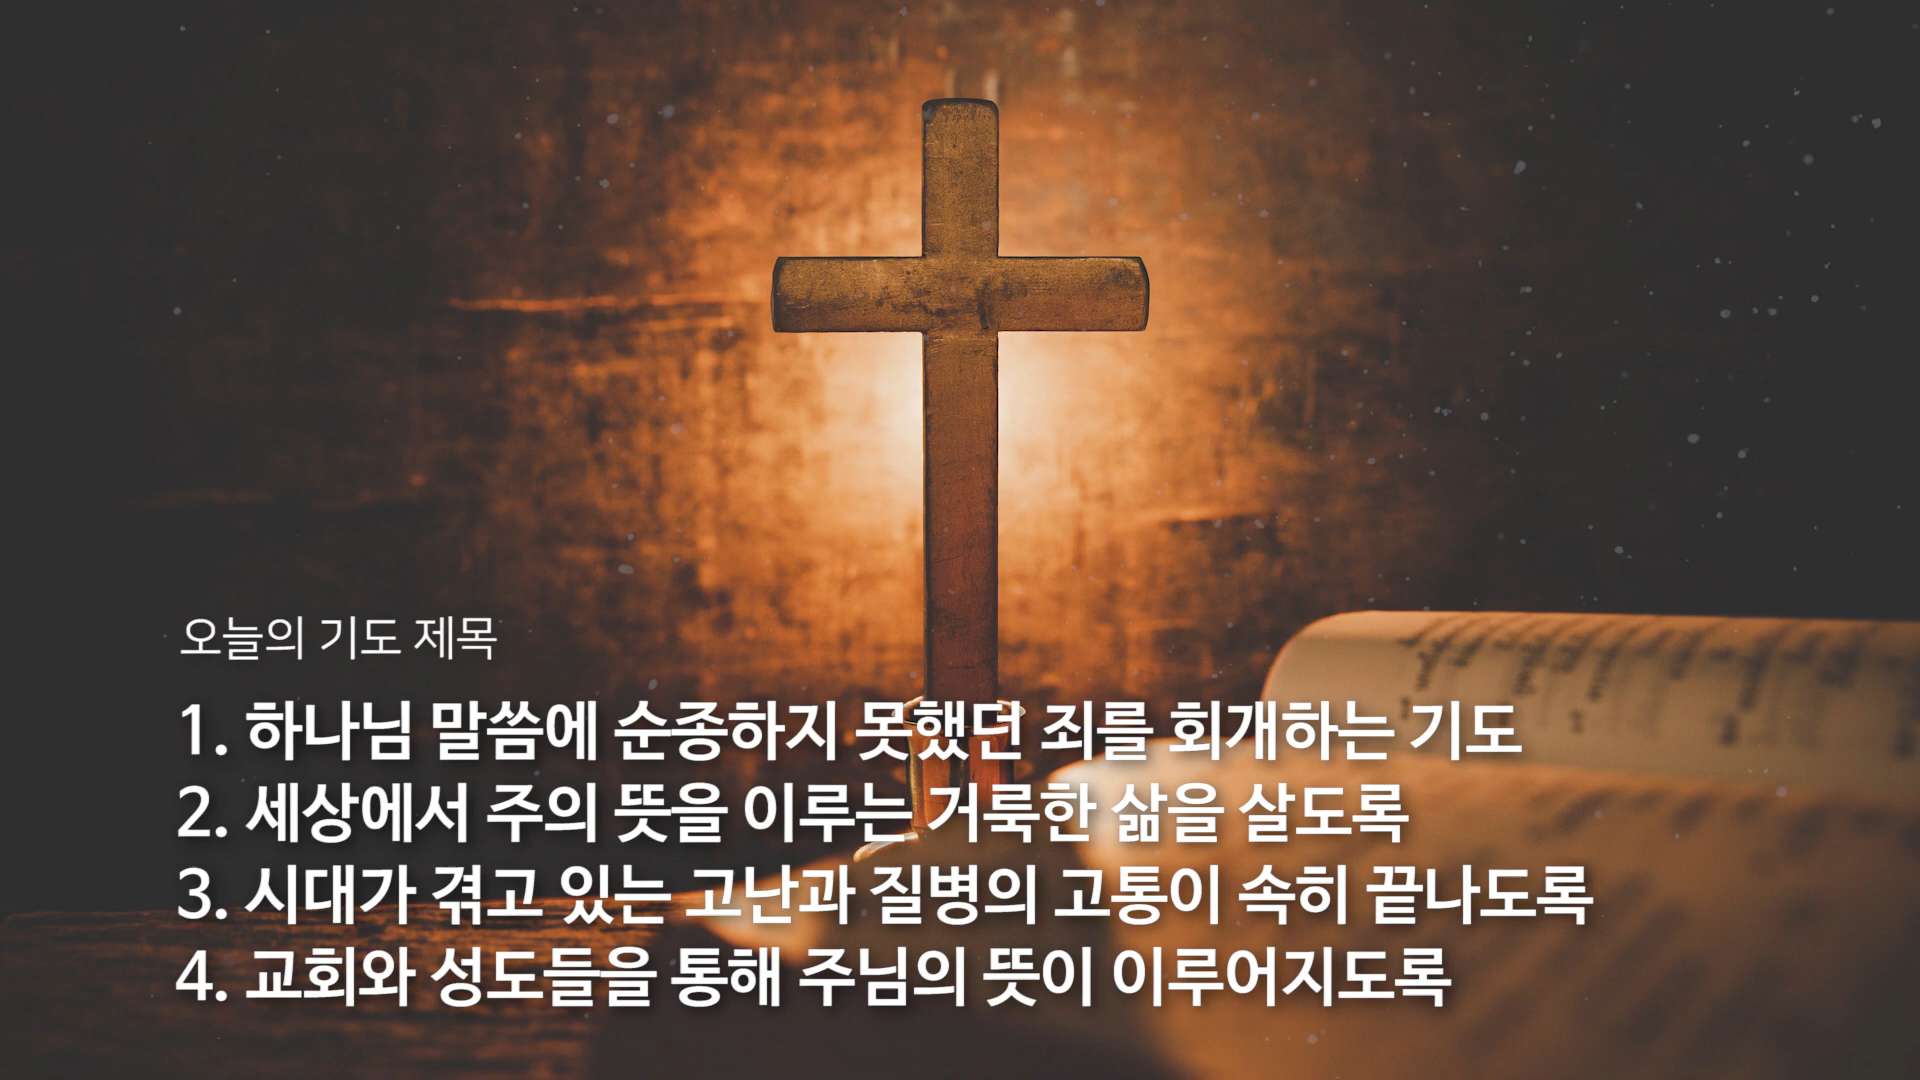 오늘의 기도 제목
1. 하나님 말씀에 순종하지 못했던 죄를 회개하는 기도
2. 세상에서 주의 뜻을 이루는 거룩한 삶을 살도록
3. 시대가 겪고 있는 고난과 질병의 고통이 속히 끝나도록
4. 교회와 성도들을 통해 주님의 뜻이 이루어지도록